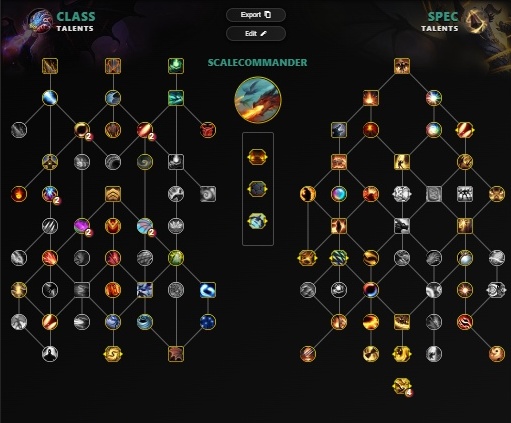 CLASS
TALENTS
Export
Edit
SPEC
TALENTS
SCALECOMMANDER
2
2
2
2
2
4